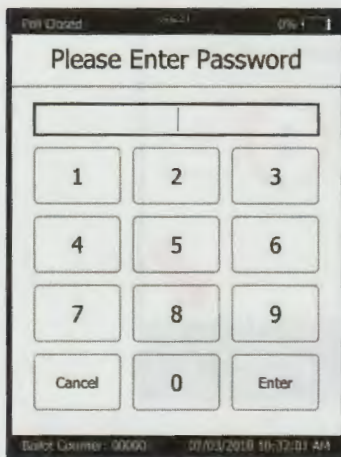 Poll Closed 0%
Please Enter Password
1 2 3
4 5 6
7 8 9
Cancel 0 Enter
Ballot Counter: 00000 07/03/2018 10:32:01 AM